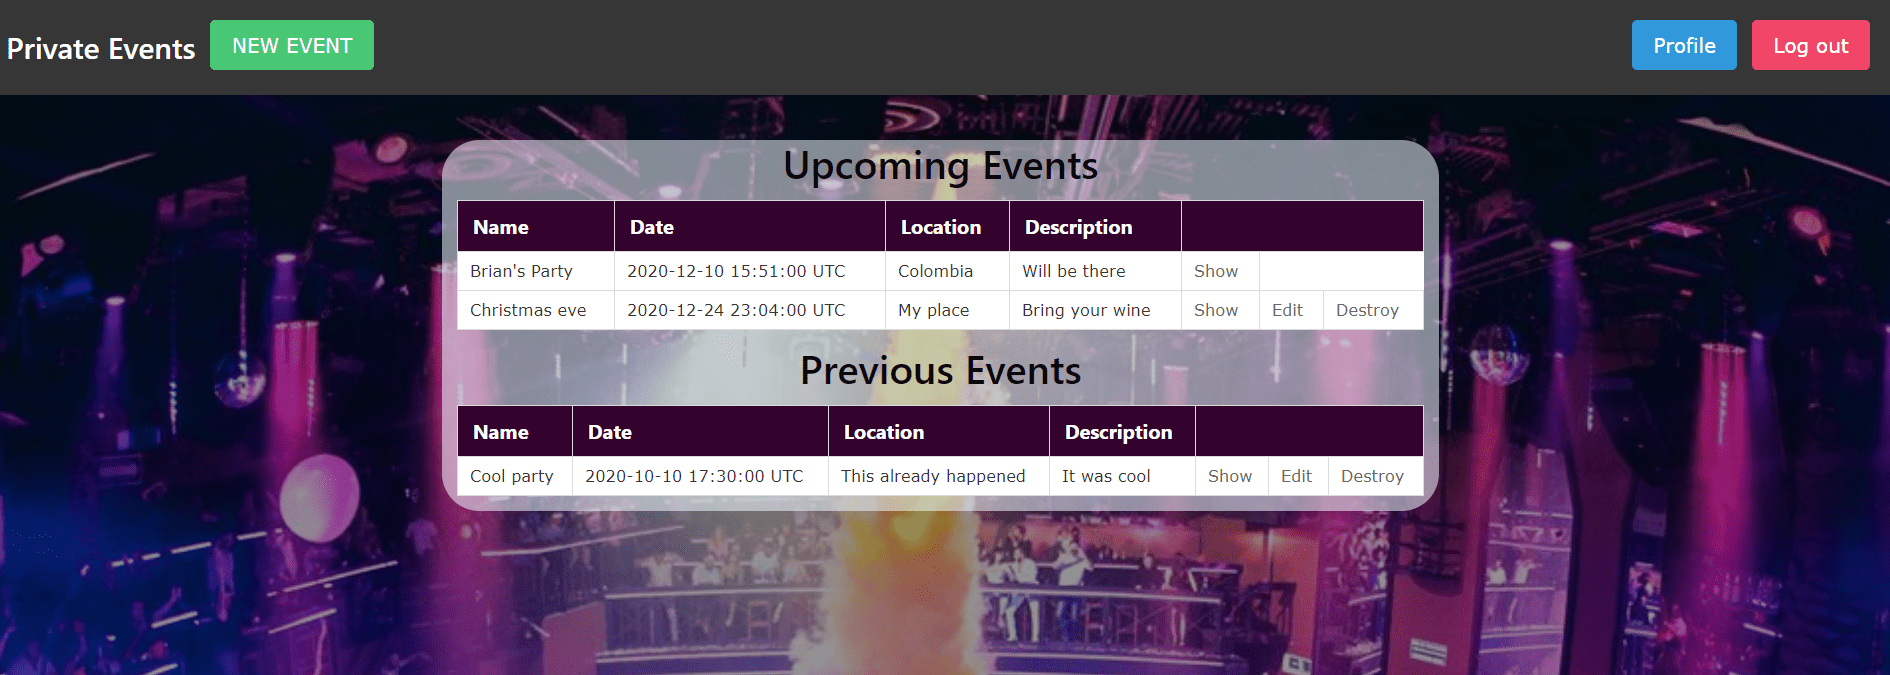 Private Events NEW EVENT Profile Log out
Upcoming Events
Name Date Location Description
Brian's Party 2020-12-10 15:51:00 UTC Colombia Will be there Show
Christmas eve 2020-12-24 23:04:00 UTC My place Bring your wine Show Edit Destroy
Previous Events
Name Date Location Description
Cool party 2020-10-10 17:30:00 UTC This already happened It was cool Show Edit Destroy